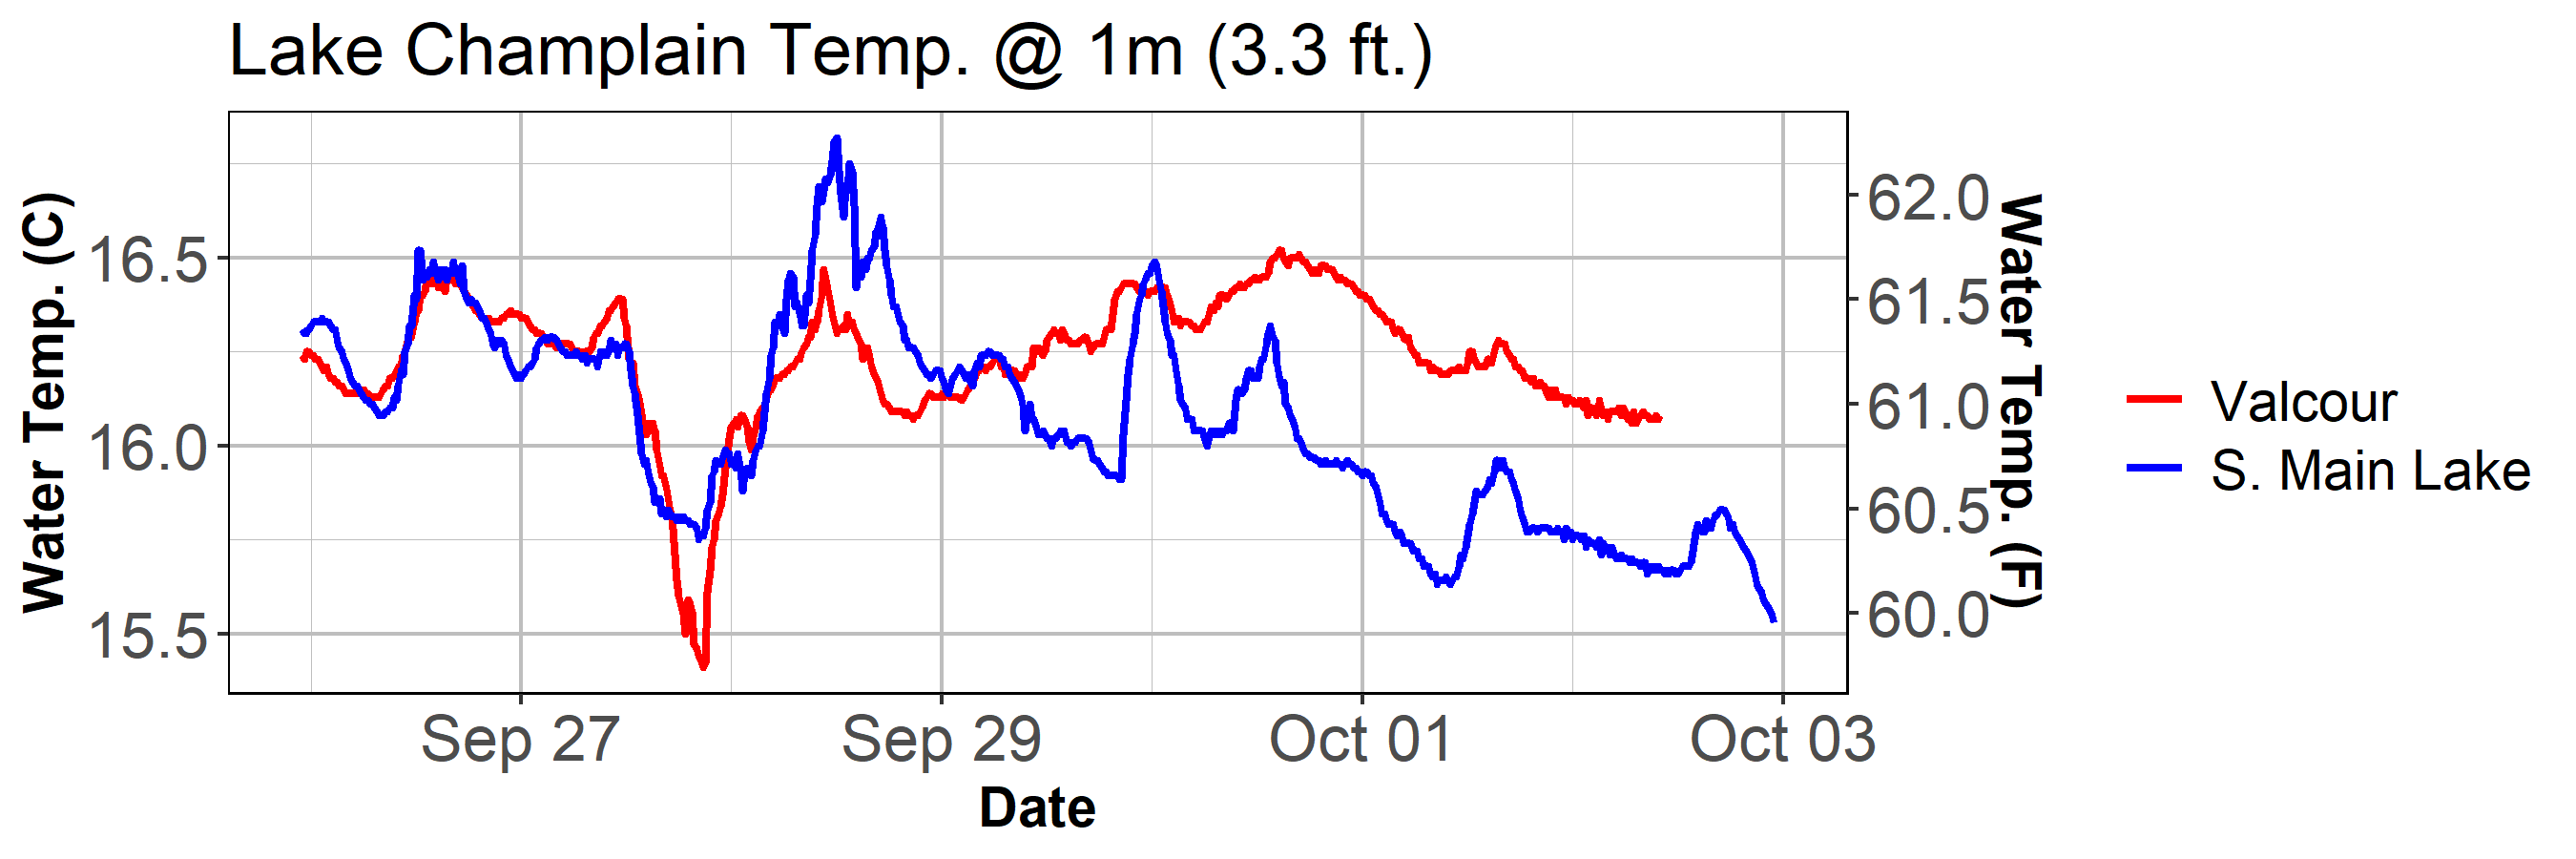 Lake Champlain Temp. @ 1m (3.3 ft.)
Water Temp. (C)
16.5
16.0
15.5
62.0
61.5
61.0
60.5
60.0
Water Temp. (F)
Sep 27
Sep 29
Oct 01
Oct 03
Date
Valcour
S. Main Lake